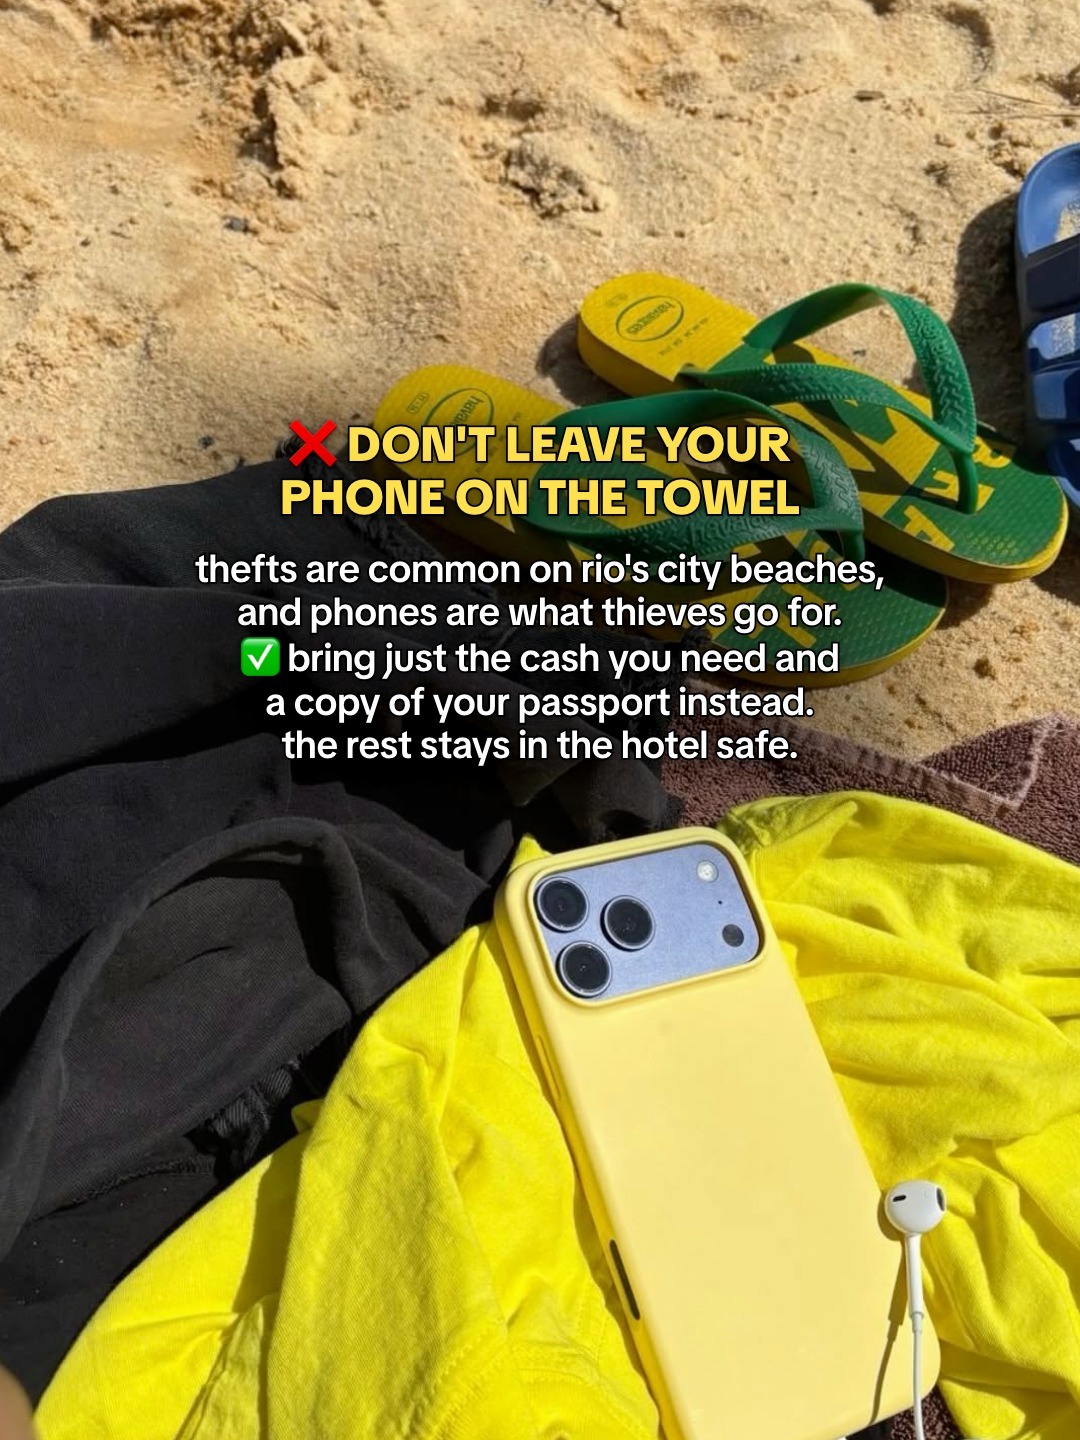 havaianas
havaianas
❌ DON'T LEAVE YOUR
PHONE ON THE TOWEL
thefts are common on rio's city beaches,
and phones are what thieves go for.
✅ bring just the cash you need and
a copy of your passport instead.
the rest stays in the hotel safe.